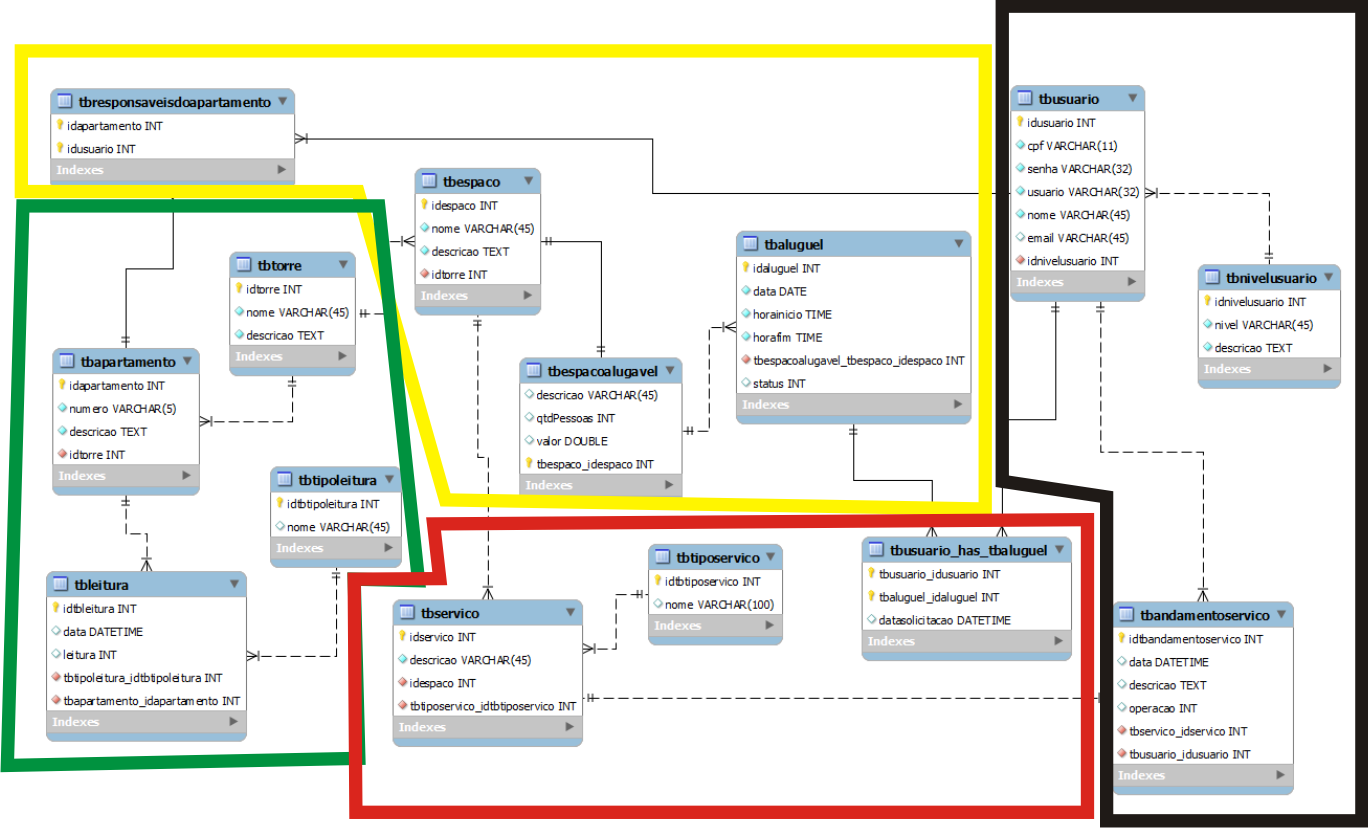 tbresponsaveisdoapartamento
idapartamento INT
idusuario INT
Indexes
tbespaco
idespaco INT
nome VARCHAR(45)
descricao TEXT
idtorre INT
Indexes
tbespacoalugavel
descricao VARCHAR(45)
qtdPessoas INT
valor DOUBLE
tbespaco_idespaco INT
Indexes
tbaluguel
idaluguel INT
data DATE
horainicio TIME
horafim TIME
tbespacoalugavel_tbespaco_idespaco INT
status INT
Indexes
tbusuario
idusuario INT
cpf VARCHAR(11)
senha VARCHAR(32)
usuario VARCHAR(32)
nome VARCHAR(45)
email VARCHAR(45)
idnivelusuario INT
Indexes
tbnivelusuario
idnivelusuario INT
nivel VARCHAR(45)
descricao TEXT
Indexes
tbtorre
idtorre INT
nome VARCHAR(45)
descricao TEXT
Indexes
tbapartamento
idapartamento INT
numero VARCHAR(5)
descricao TEXT
idtorre INT
Indexes
tbtipoleitura
idtbtipoleitura INT
nome VARCHAR(45)
Indexes
tbleitura
idtbleitura INT
data DATETIME
leitura INT
tbtipoleitura_idtbtipoleitura INT
tbapartamento_idapartamento INT
Indexes
tbservico
idservico INT
descricao VARCHAR(45)
idespaco INT
tbtiposervico_idtbtiposervico INT
Indexes
tbtiposervico
idtbtiposervico INT
nome VARCHAR(100)
Indexes
tbusuario_has_tbaluguel
tbusuario_idusuario INT
tbaluguel_idaluguel INT
datasolicitacao DATETIME
Indexes
tbandamentoservico
idtbandamentoservico INT
data DATETIME
descricao TEXT
operacao INT
tbservico_idservico INT
tbusuario_idusuario INT
Indexes